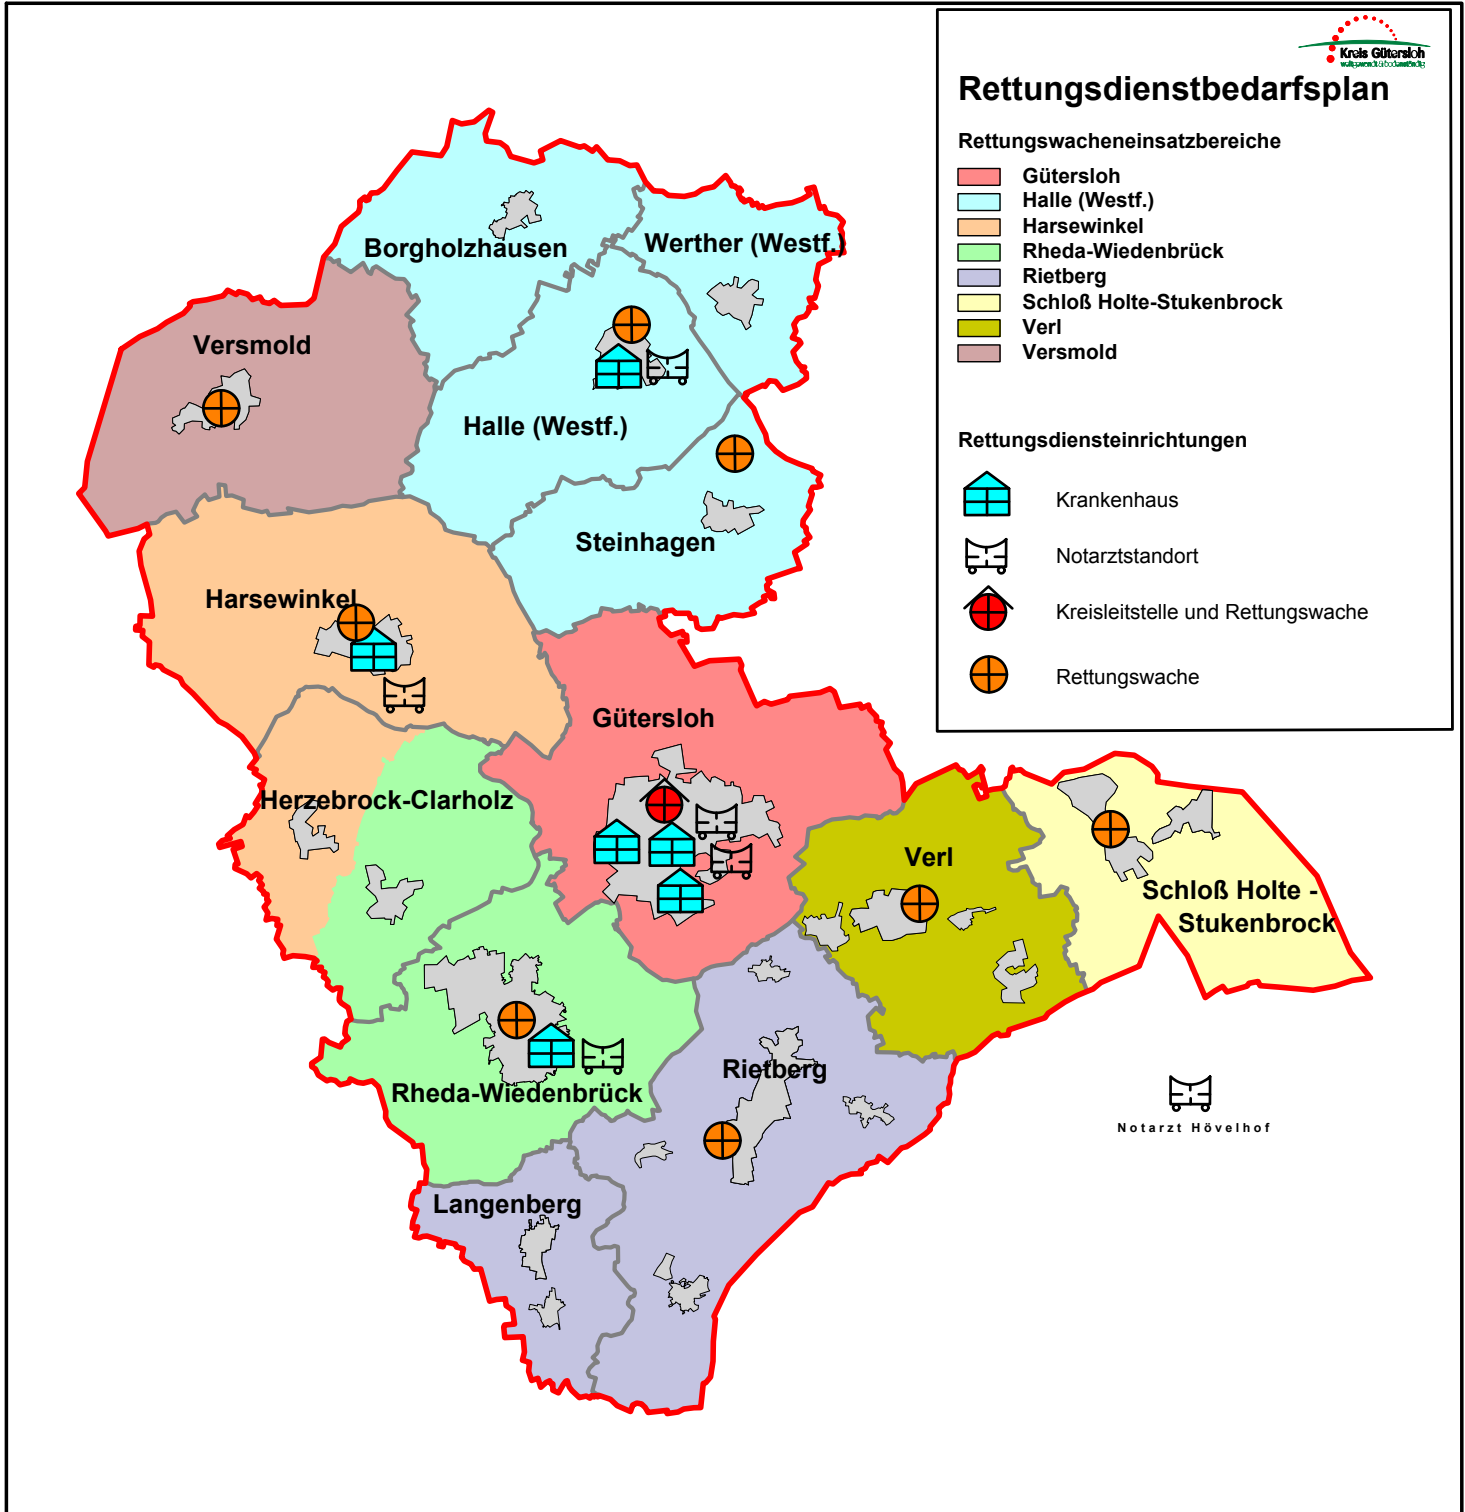 Kreis Gütersloh
Rettungsdienstbedarfsplan
Rettungswacheneinsatzbereiche
Gütersloh
Halle (Westf.)
Harsewinkel
Rheda-Wiedenbrück
Rietberg
Schloß Holte-Stukenbrock
Verl
Versmold
Rettungsdiensteinrichtungen
Krankenhaus
Notarztstandort
Kreisleitstelle und Rettungswache
Rettungswache
Borgholzhausen
Werther (Westf.)
Versmold
Halle (Westf.)
Steinhagen
Harsewinkel
Gütersloh
Herzebrock-Clarholz
Verl
Schloß Holte -
Stukenbrock
Rietberg
Rheda-Wiedenbrück
Notarzt Hövelhof
Langenberg